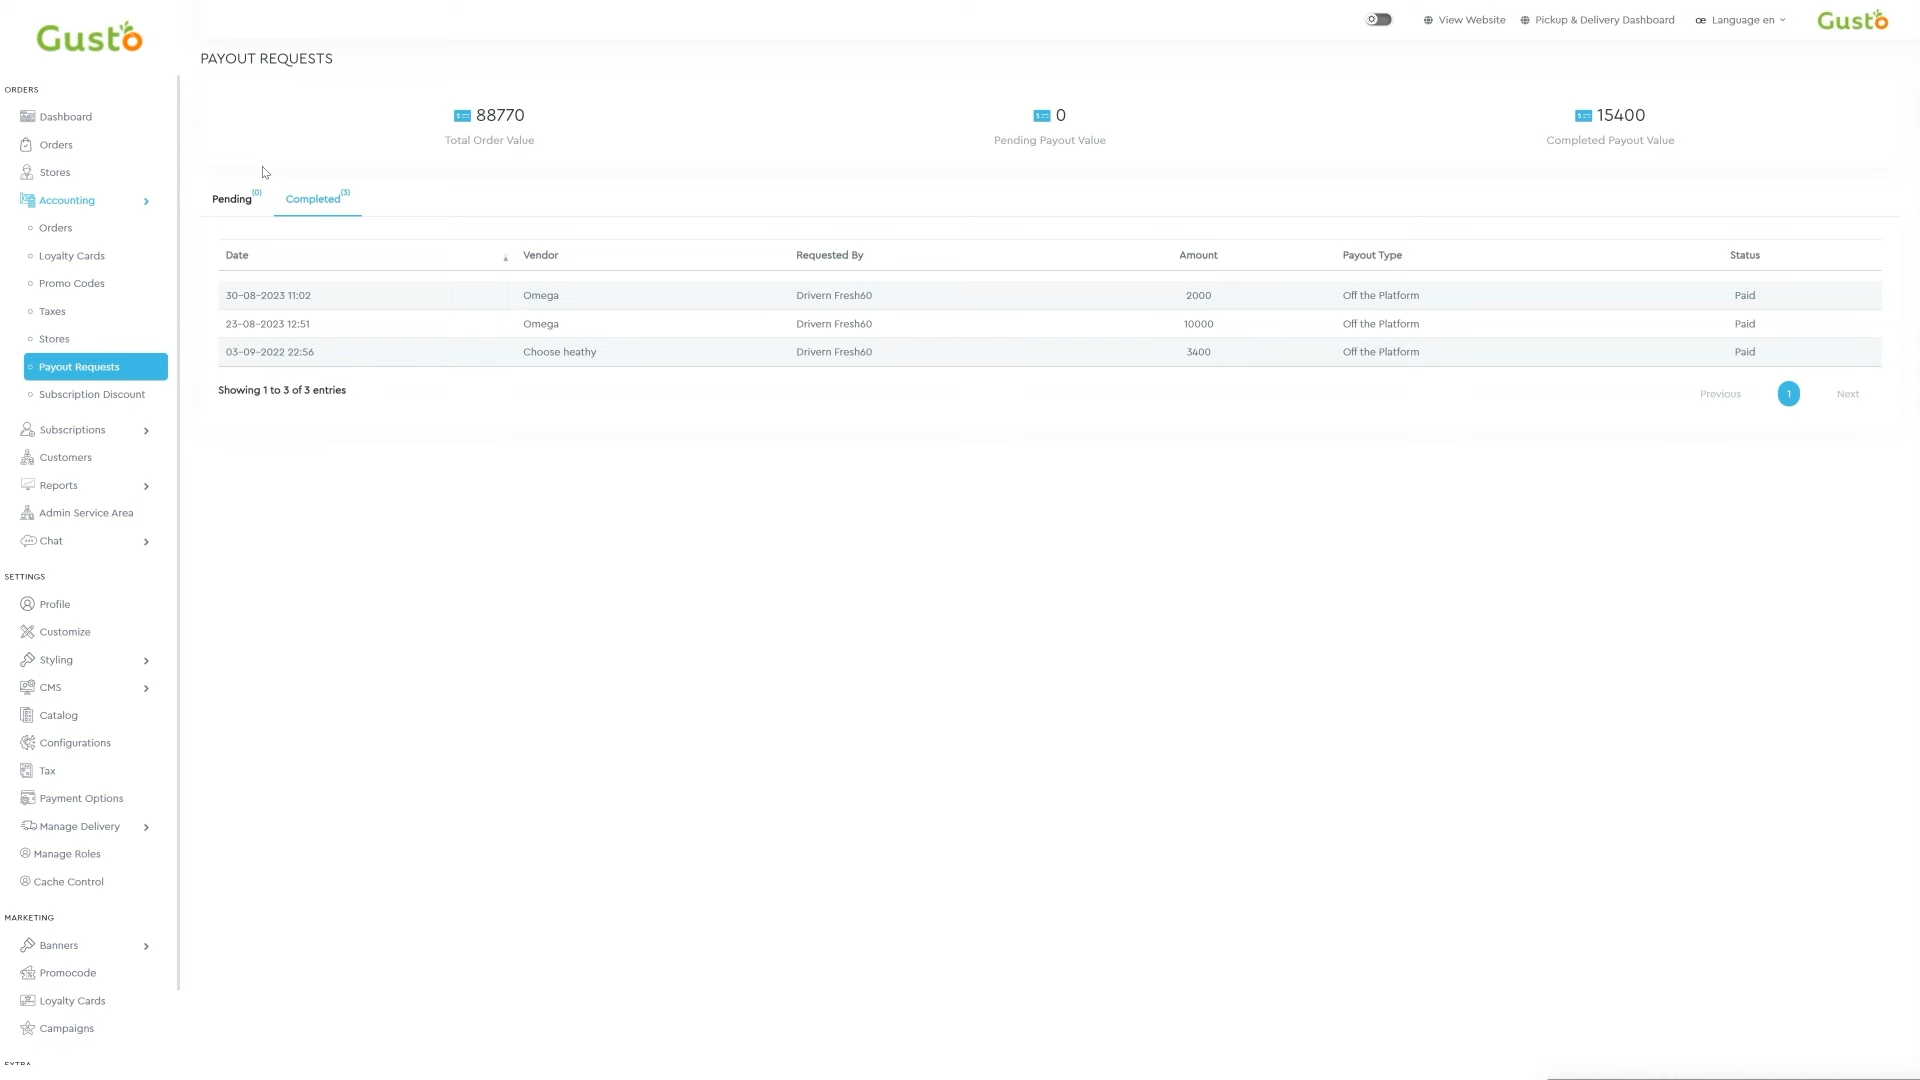 Gusto
View Website
Pickup & Delivery Dashboard
Language en
Gusto
PAYOUT REQUESTS
ORDERS
Dashboard
Orders
Stores
Accounting
Orders
Loyalty Cards
Promo Codes
Taxes
Stores
Payout Requests
Subscription Discount
Subscriptions
Customers
Reports
Admin Service Area
Chat
SETTINGS
Profile
Customize
Styling
CMS
Catalog
Configurations
Tax
Payment Options
Manage Delivery
Manage Roles
Cache Control
MARKETING
Banners
Promocode
Loyalty Cards
Campaigns
EXTRA
88770
Total Order Value
0
Pending Payout Value
15400
Completed Payout Value
Pending (0) Completed (3)
Date Vendor Requested By Amount Payout Type Status
30-08-2023 11:02 Omega Drivern Fresh60 2000 Off the Platform Paid
23-08-2023 12:51 Omega Drivern Fresh60 10000 Off the Platform Paid
03-09-2022 22:56 Choose heathy Drivern Fresh60 3400 Off the Platform Paid
Showing 1 to 3 of 3 entries
Previous 1 Next